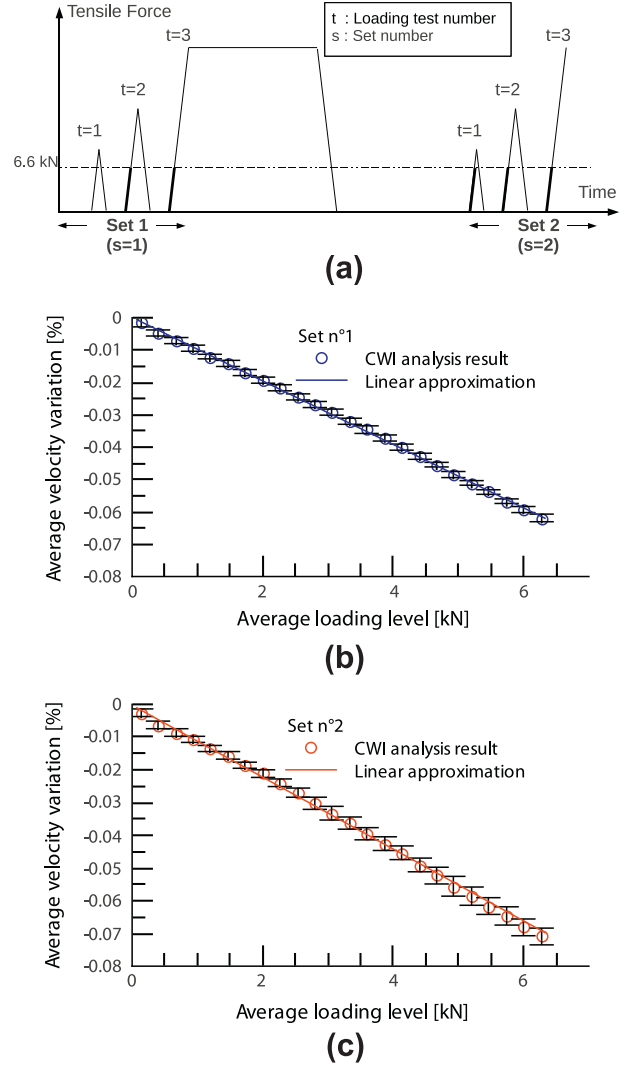 Tensile Force
t : Loading test number
s : Set number
t=3
t=3
t=2
t=2
t=1
t=1
6.6 kN
Time
Set 1
(s=1)
Set 2
(s=2)
(a)
Average velocity variation [%]
0
-0.01
-0.02
-0.03
-0.04
-0.05
-0.06
-0.07
-0.08
Set n°1
CWI analysis result
Linear approximation
0 2 4 6
Average loading level [kN]
(b)
Average velocity variation [%]
0
-0.01
-0.02
-0.03
-0.04
-0.05
-0.06
-0.07
-0.08
Set n°2
CWI analysis result
Linear approximation
0 2 4 6
Average loading level [kN]
(c)